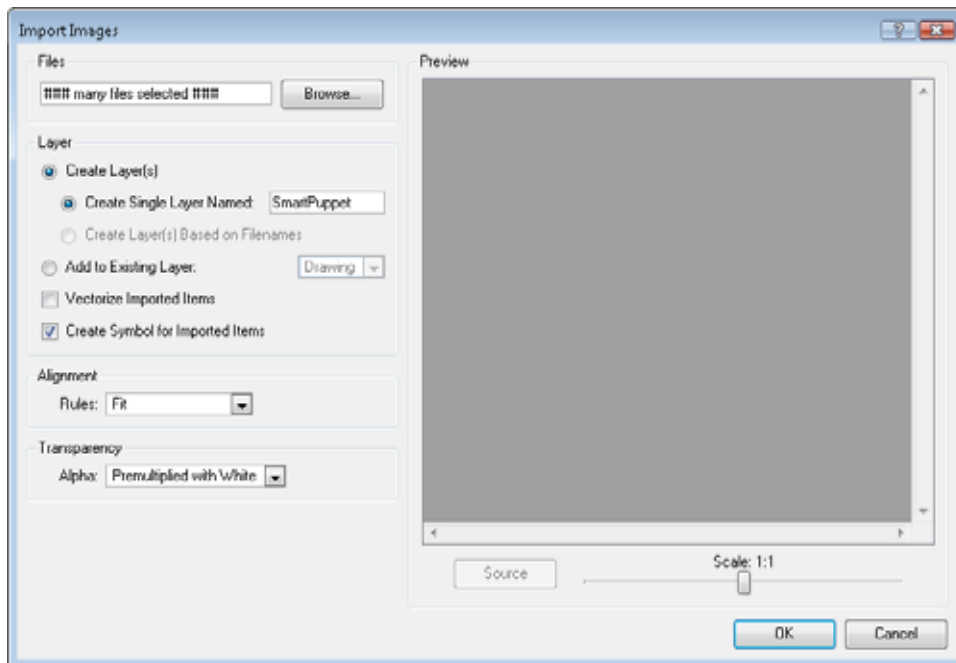 Import Images
Files
### many files selected ###
Browse...
Layer
Create Layer(s)
Create Single Layer Named:
SmartPuppet
Create Layer(s) Based on Filenames
Add to Existing Layer:
Drawing
Vectorize Imported Items
Create Symbol for Imported Items
Alignment
Rules:
Fit
Transparency
Alpha:
Premultiplied with White
Preview
Source
Scale: 1:1
OK
Cancel